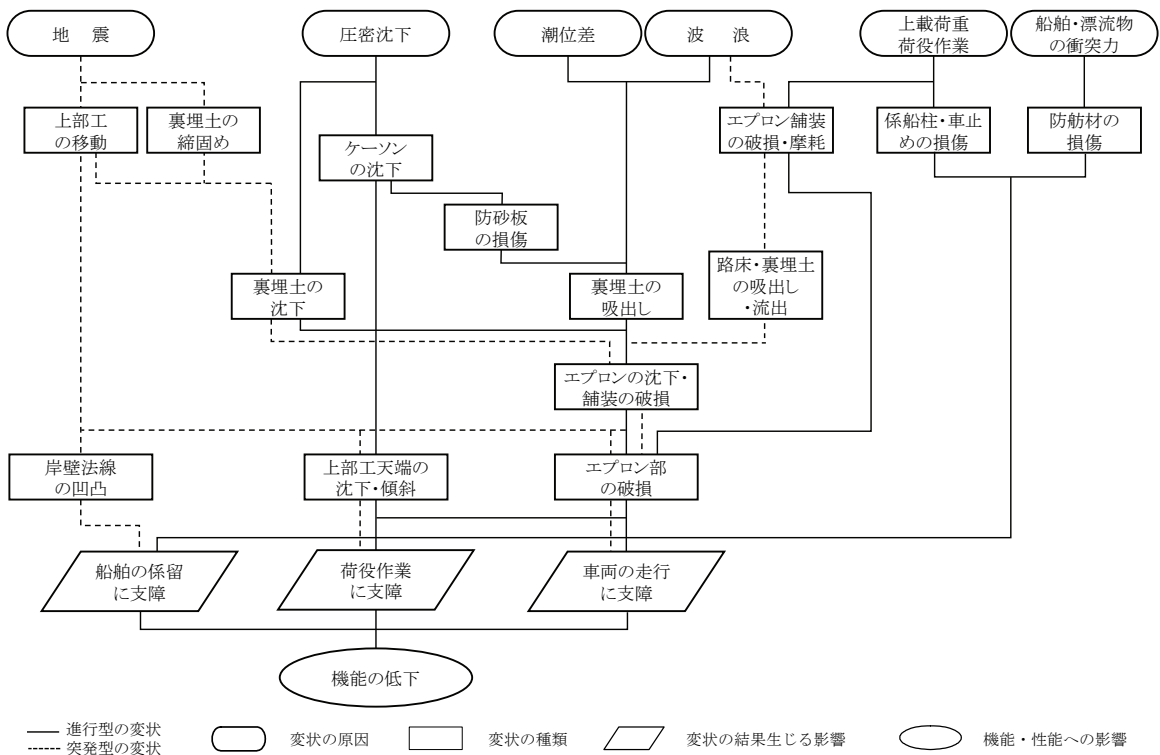 地　震
圧密沈下
潮位差
波　浪
上載荷重
荷役作業
船舶・漂流物
の衝突力
上部工
の移動
裏埋土の
締固め
ケーソン
の沈下
エプロン舗装
の破損・摩耗
係船柱・車止
めの損傷
防舷材の
損傷
防砂板
の損傷
裏埋土の
沈下
裏埋土の
吸出し
路床・裏埋土
の吸出し
・流出
エプロンの沈下・
舗装の破損
岸壁法線
の凹凸
上部工天端の
沈下・傾斜
エプロン部
の破損
船舶の係留
に支障
荷役作業
に支障
車両の走行
に支障
機能の低下
進行型の変状
突発型の変状
変状の原因
変状の種類
変状の結果生じる影響
機能・性能への影響